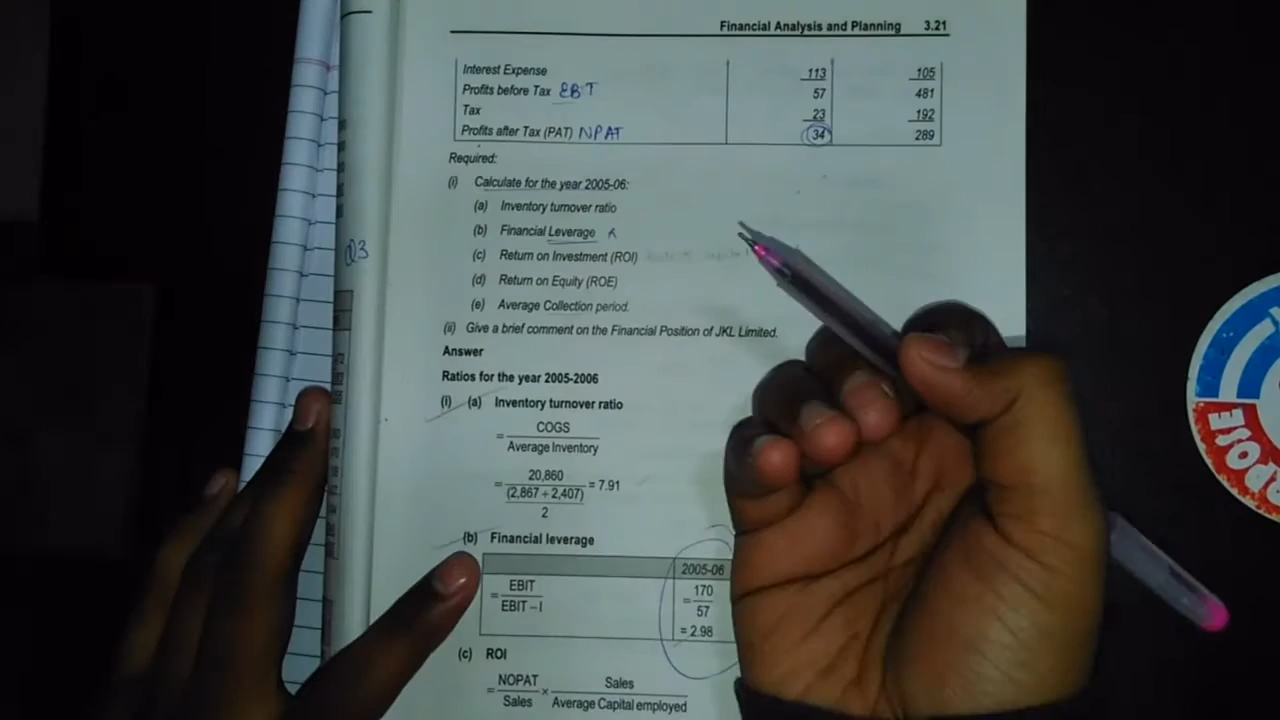 Financial Analysis and Planning 3.21
Interest Expense 113 105
Profits before Tax EBT 57 481
Tax 23 192
Profits after Tax (PAT) NPAT 34 289
Required:
(i) Calculate for the year 2005-06:
(a) Inventory turnover ratio
(b) Financial Leverage
(c) Return on Investment (ROI)
(d) Return on Equity (ROE)
(e) Average Collection period.
(ii) Give a brief comment on the Financial Position of JKL Limited.
Answer
Ratios for the year 2005-2006
(i) (a) Inventory turnover ratio
= COGS
Average Inventory
= 20,860
(2,867 + 2,407) = 7.91
2
(b) Financial leverage
2005-06
= EBIT
EBIT – I
= 170
57
= 2.98
(c) ROI
= NOPAT × Sales
Sales Average Capital employed
Q3
POSE